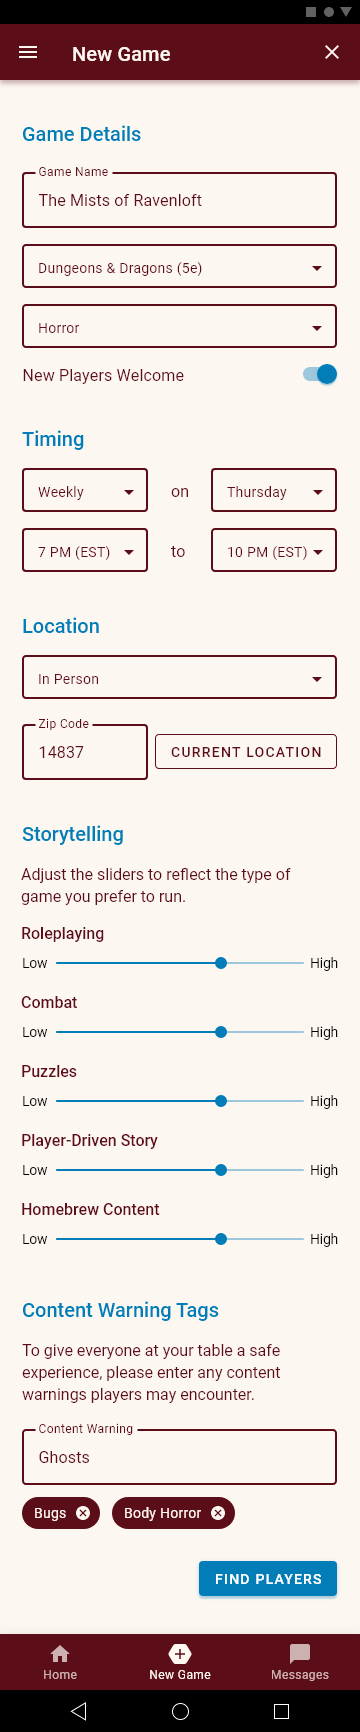 New Game
Game Details
Game Name
The Mists of Ravenloft
Dungeons & Dragons (5e)
Horror
New Players Welcome
Timing
Weekly on Thursday
7 PM (EST) to 10 PM (EST)
Location
In Person
Zip Code
14837 CURRENT LOCATION
Storytelling
Adjust the sliders to reflect the type of
game you prefer to run.
Roleplaying
Low High
Combat
Low High
Puzzles
Low High
Player-Driven Story
Low High
Homebrew Content
Low High
Content Warning Tags
To give everyone at your table a safe
experience, please enter any content
warnings players may encounter.
Content Warning
Ghosts
Bugs Body Horror
FIND PLAYERS
Home New Game Messages